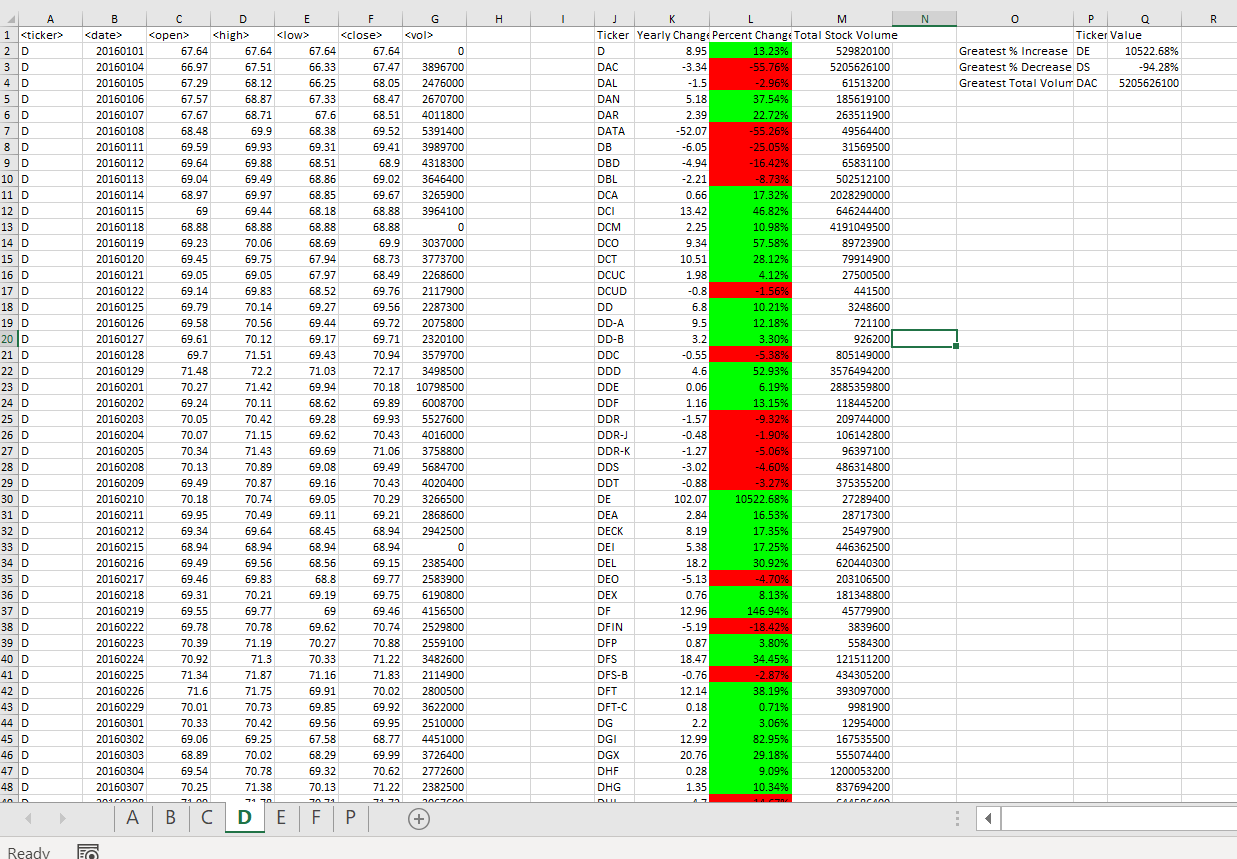 A B C D E F G H I J K L M N O P Q R
1 <ticker> <date> <open> <high> <low> <close> <vol> Ticker Yearly Change Percent Change Total Stock Volume Ticker Value
2 D 20160101 67.64 67.64 67.64 67.64 0 D 8.95 13.23% 529820100 Greatest % Increase DE 10522.68%
3 D 20160104 66.97 67.51 66.33 67.47 3896700 DAC -3.34 -55.76% 5205626100 Greatest % Decrease DS -94.28%
4 D 20160105 67.29 68.12 66.25 68.05 2476000 DAL -1.5 -2.96% 61513200 Greatest Total Volum DAC 5205626100
5 D 20160106 67.57 68.87 67.33 68.47 2670700 DAN 5.18 37.54% 185619100
6 D 20160107 67.67 68.71 67.6 68.51 4011800 DAR 2.39 22.72% 263511900
7 D 20160108 68.48 69.9 68.38 69.52 5391400 DATA -52.07 -55.26% 49564400
8 D 20160111 69.59 69.93 69.31 69.41 3989700 DB -6.05 -25.05% 31569500
9 D 20160112 69.64 69.88 68.51 68.9 4318300 DBD -4.94 -16.42% 65831100
10 D 20160113 69.04 69.49 68.86 69.02 3646400 DBL -2.21 -8.73% 502512100
11 D 20160114 68.97 69.97 68.85 69.67 3265900 DCA 0.66 17.32% 2028290000
12 D 20160115 69 69.44 68.18 68.88 3964100 DCI 13.42 46.82% 646244400
13 D 20160118 68.88 68.88 68.88 68.88 0 DCM 2.25 10.98% 4191049500
14 D 20160119 69.23 70.06 68.69 69.9 3037000 DCO 9.34 57.58% 89723900
15 D 20160120 69.45 69.75 67.94 68.73 3773700 DCT 10.51 28.12% 79914900
16 D 20160121 69.05 69.05 67.97 68.49 2268600 DCUC 1.98 4.12% 27500500
17 D 20160122 69.14 69.83 68.52 69.76 2117900 DCUD -0.8 -1.56% 441500
18 D 20160125 69.79 70.14 69.27 69.56 2287300 DD 6.8 10.21% 3248600
19 D 20160126 69.58 70.56 69.44 69.72 2075800 DD-A 9.5 12.18% 721100
20 D 20160127 69.61 70.12 69.17 69.71 2320100 DD-B 3.2 3.30% 926200
21 D 20160128 69.7 71.51 69.43 70.94 3579700 DDC -0.55 -5.38% 805149000
22 D 20160129 71.48 72.2 71.03 72.17 3498500 DDD 4.6 52.93% 3576494200
23 D 20160201 70.27 71.42 69.94 70.18 10798500 DDE 0.06 6.19% 2885359800
24 D 20160202 69.24 70.11 68.62 69.89 6008700 DDF 1.16 13.15% 118445200
25 D 20160203 70.05 70.42 69.28 69.93 5527600 DDR -1.57 -9.32% 209744000
26 D 20160204 70.07 71.15 69.62 70.43 4016000 DDR-J -0.48 -1.90% 106142800
27 D 20160205 70.34 71.43 69.69 71.06 3758800 DDR-K -1.27 -5.06% 96397100
28 D 20160208 70.13 70.89 69.08 69.49 5684700 DDS -3.02 -4.60% 486314800
29 D 20160209 69.49 70.87 69.16 70.43 4020400 DDT -0.88 -3.27% 375355200
30 D 20160210 70.18 70.74 69.05 70.29 3266500 DE 102.07 10522.68% 27289400
31 D 20160211 69.95 70.49 69.11 69.21 2868600 DEA 2.84 16.53% 28717300
32 D 20160212 69.34 69.64 68.45 68.94 2942500 DECK 8.19 17.35% 25497900
33 D 20160215 68.94 68.94 68.94 68.94 0 DEI 5.38 17.25% 446362500
34 D 20160216 69.49 69.56 68.56 69.15 2385400 DEL 18.2 30.92% 620440300
35 D 20160217 69.46 69.83 68.8 69.77 2583900 DEO -5.13 -4.70% 203106500
36 D 20160218 69.31 70.21 69.19 69.75 6190800 DEX 0.76 8.13% 181348800
37 D 20160219 69.55 69.77 69 69.46 4156500 DF 12.96 146.94% 45779900
38 D 20160222 69.78 70.78 69.62 70.74 2529800 DFIN -5.19 -18.42% 3839600
39 D 20160223 70.39 71.19 70.27 70.88 2559100 DFP 0.87 3.80% 5584300
40 D 20160224 70.92 71.3 70.33 71.22 3482600 DFS 18.47 34.45% 121511200
41 D 20160225 71.34 71.87 71.16 71.83 2114900 DFS-B -0.76 -2.87% 434305200
42 D 20160226 71.6 71.75 69.91 70.02 2800500 DFT 12.14 38.19% 393097000
43 D 20160229 70.01 70.73 69.85 69.92 3622000 DFT-C 0.18 0.71% 9981900
44 D 20160301 70.33 70.42 69.56 69.95 2510000 DG 2.2 3.06% 12954000
45 D 20160302 69.06 69.25 67.58 68.77 4451000 DGI 12.99 82.95% 167535500
46 D 20160303 68.89 70.02 68.29 69.99 3726400 DGX 20.76 29.18% 555074400
47 D 20160304 69.54 70.78 69.32 70.62 2772600 DHF 0.28 9.09% 1200053200
48 D 20160307 70.25 71.38 70.13 71.22 2382500 DHG 1.35 10.34% 837694200
A B C D E F P
Ready